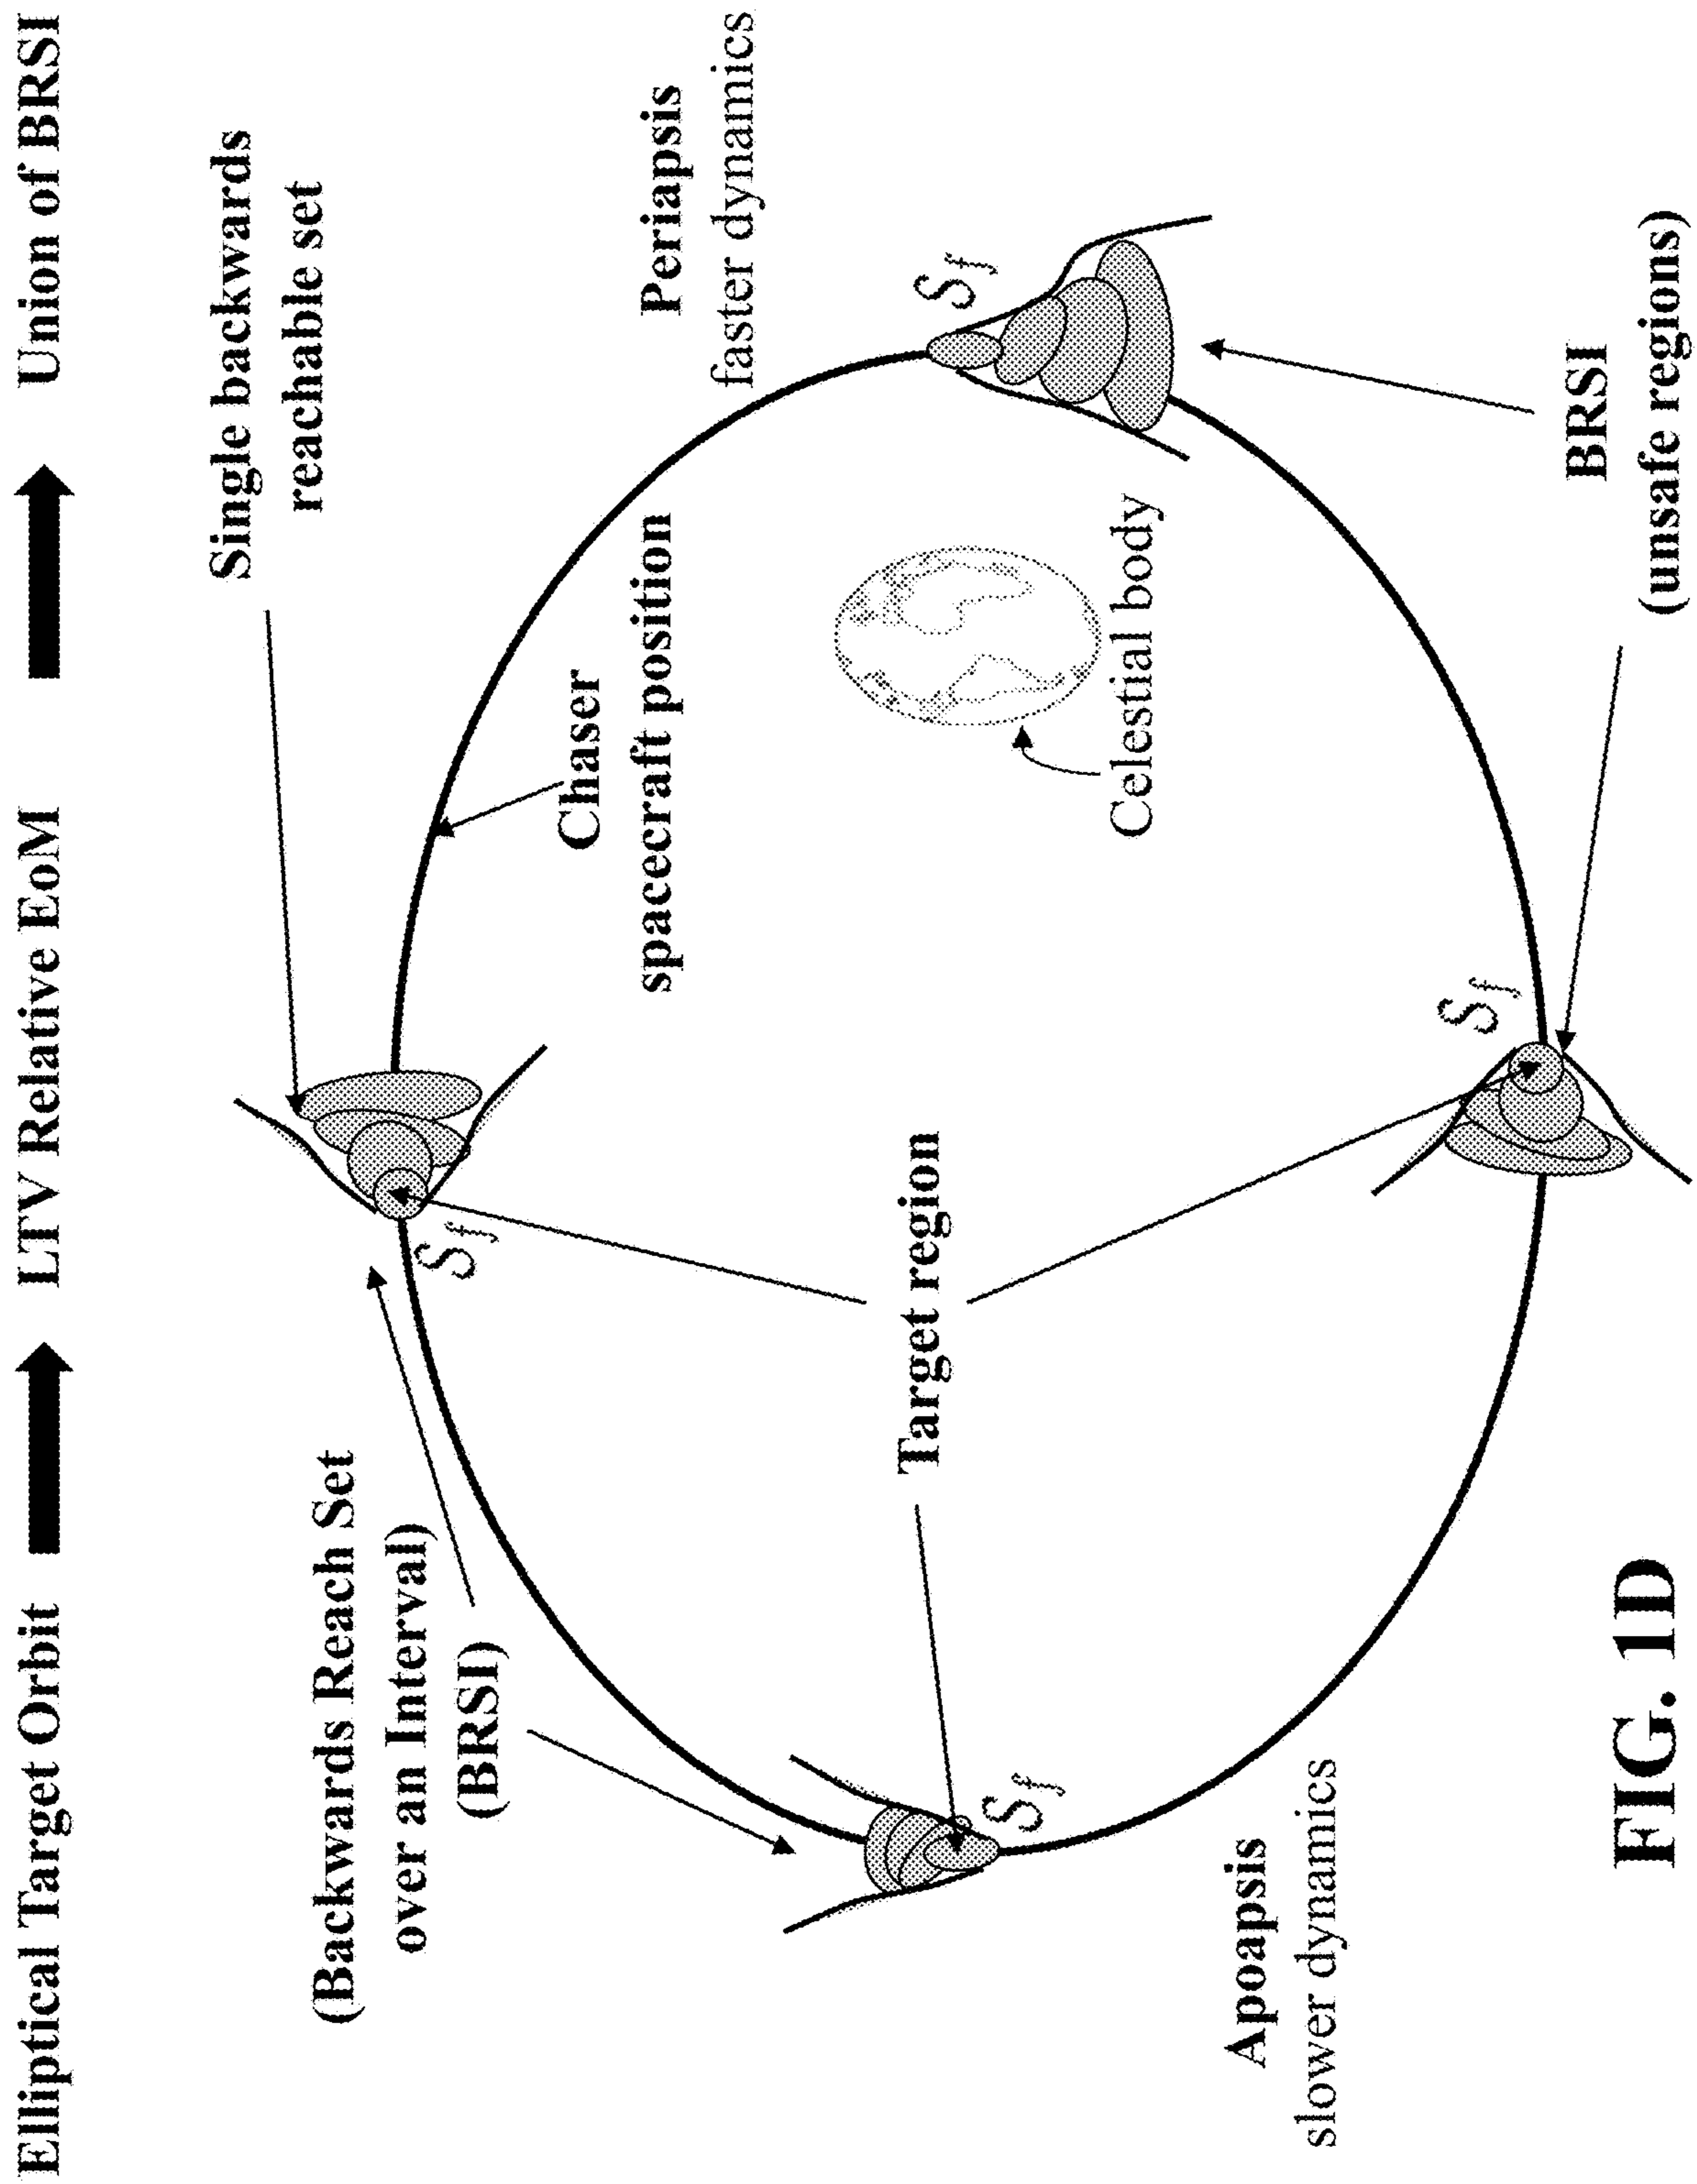 Elliptical Target Orbit
LTV Relative EoM
Union of BRSI
Single backwards
reachable set
(Backwards Reach Set
over an Interval)
(BRSI)
S_f
Chaser
spacecraft position
Periapsis
faster dynamics
S_f
Target region
Celestial body
S_f
Apoapsis
slower dynamics
S_f
BRSI
(unsafe regions)
FIG. 1D